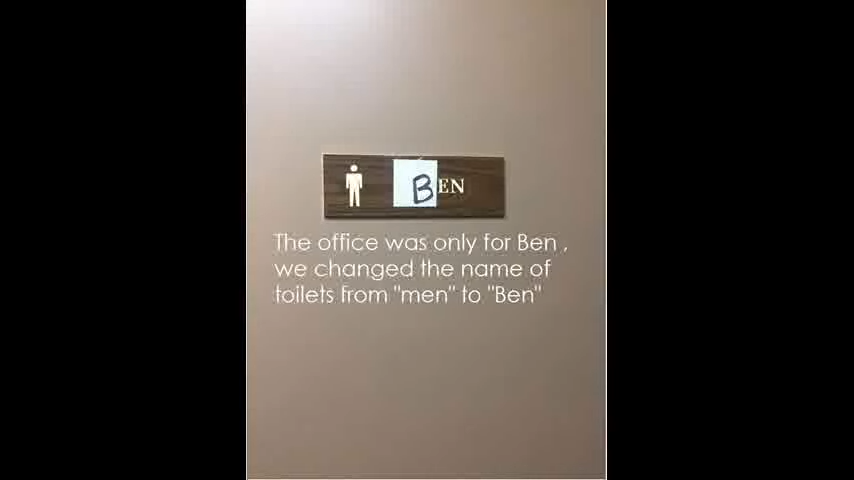 BEN
The office was only for Ben ,
we changed the name of
toilets from "men" to "Ben"